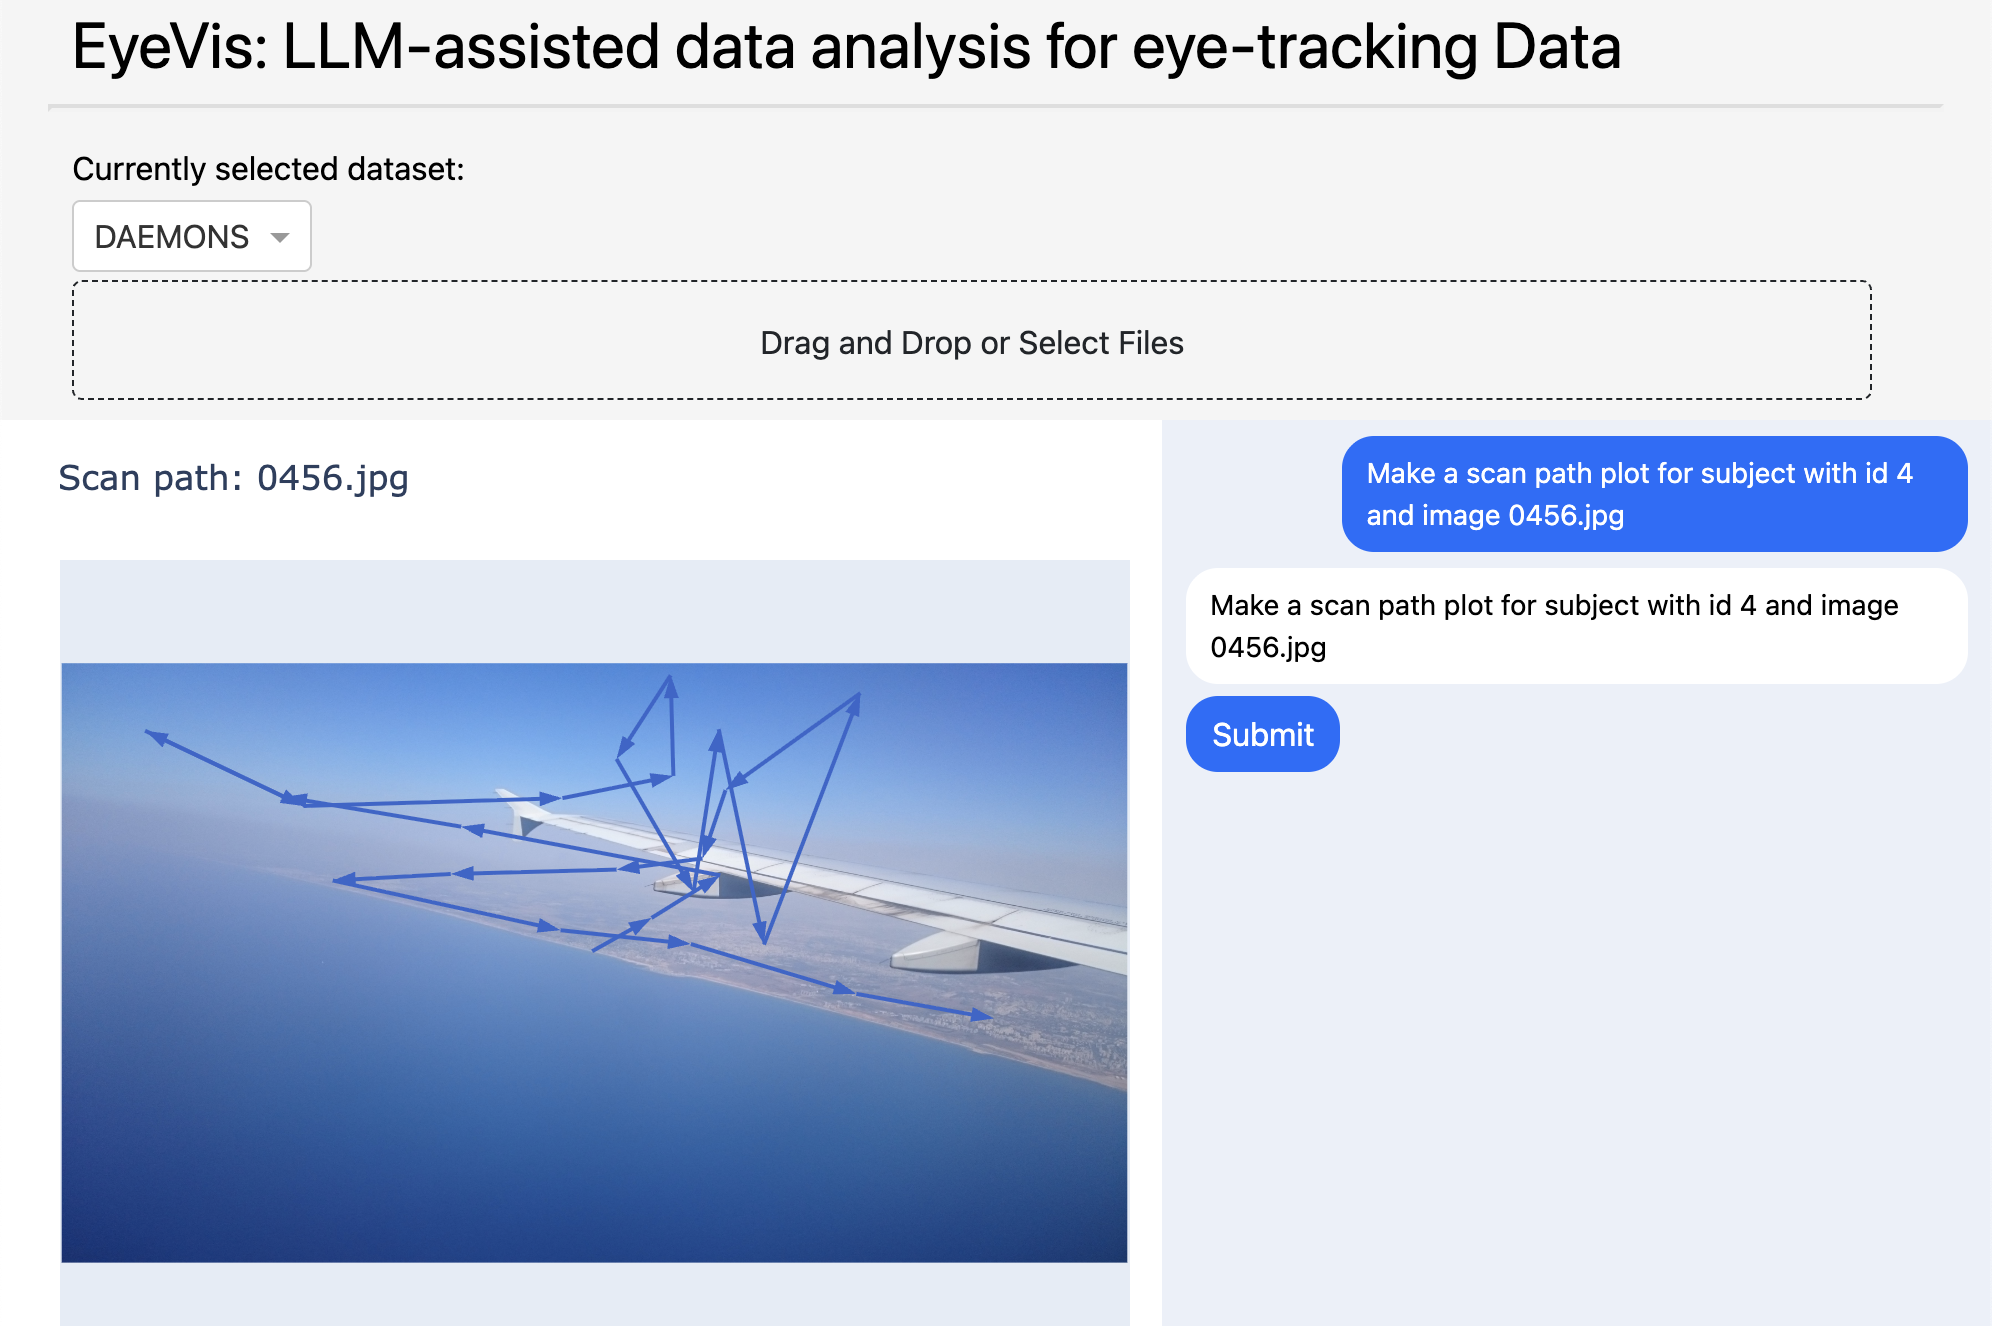 EyeVis: LLM-assisted data analysis for eye-tracking Data
Currently selected dataset:
DAEMONS
Drag and Drop or Select Files
Scan path: 0456.jpg
Make a scan path plot for subject with id 4
and image 0456.jpg
Make a scan path plot for subject with id 4 and image
0456.jpg
Submit